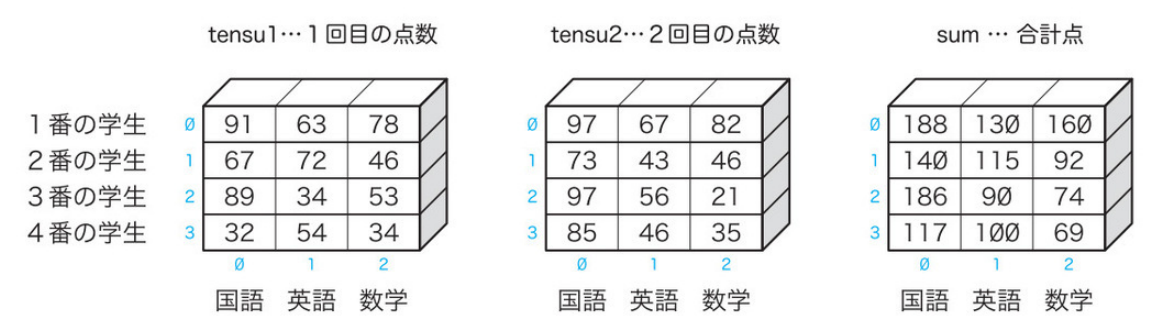 tensu1…１回目の点数 tensu2…２回目の点数 sum … 合計点
１番の学生 0 91 63 78 0 97 67 82 0 188 130 160
２番の学生 1 67 72 46 1 73 43 46 1 140 115 92
３番の学生 2 89 34 53 2 97 56 21 2 186 90 74
４番の学生 3 32 54 34 3 85 46 35 3 117 100 69
0 1 2 0 1 2 0 1 2
国語 英語 数学 国語 英語 数学 国語 英語 数学